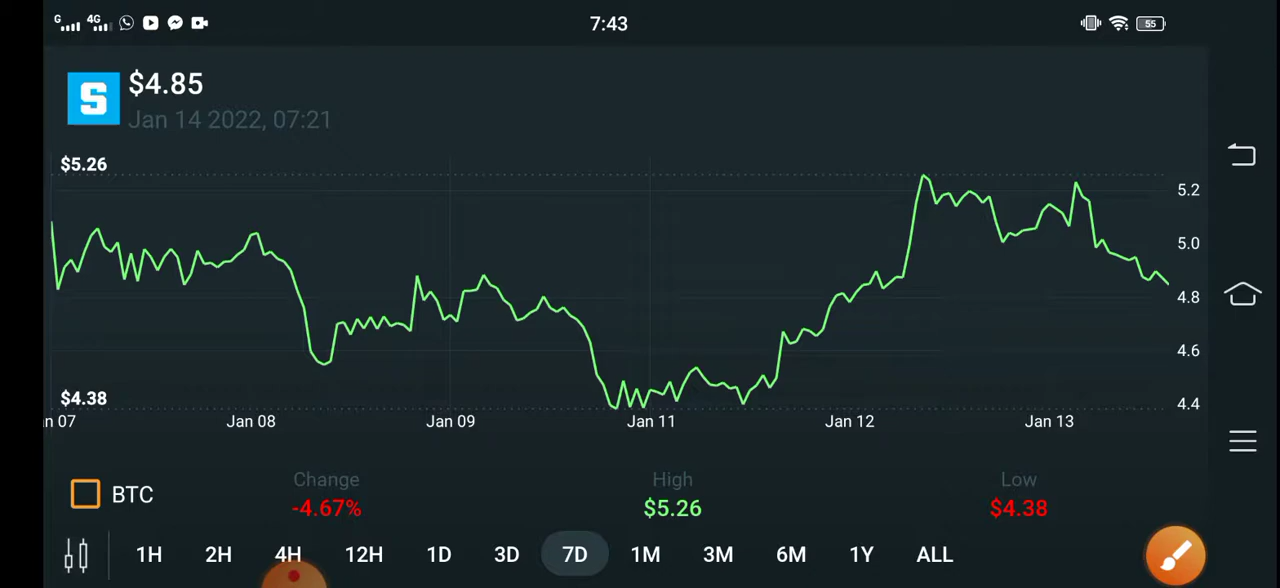 G 4G 7:43 55
S $4.85
Jan 14 2022, 07:21
$5.26
5.2
5.0
4.8
4.6
$4.38
4.4
n 07 Jan 08 Jan 09 Jan 11 Jan 12 Jan 13
BTC
Change High Low
-4.67% $5.26 $4.38
1H 2H 4H 12H 1D 3D 7D 1M 3M 6M 1Y ALL